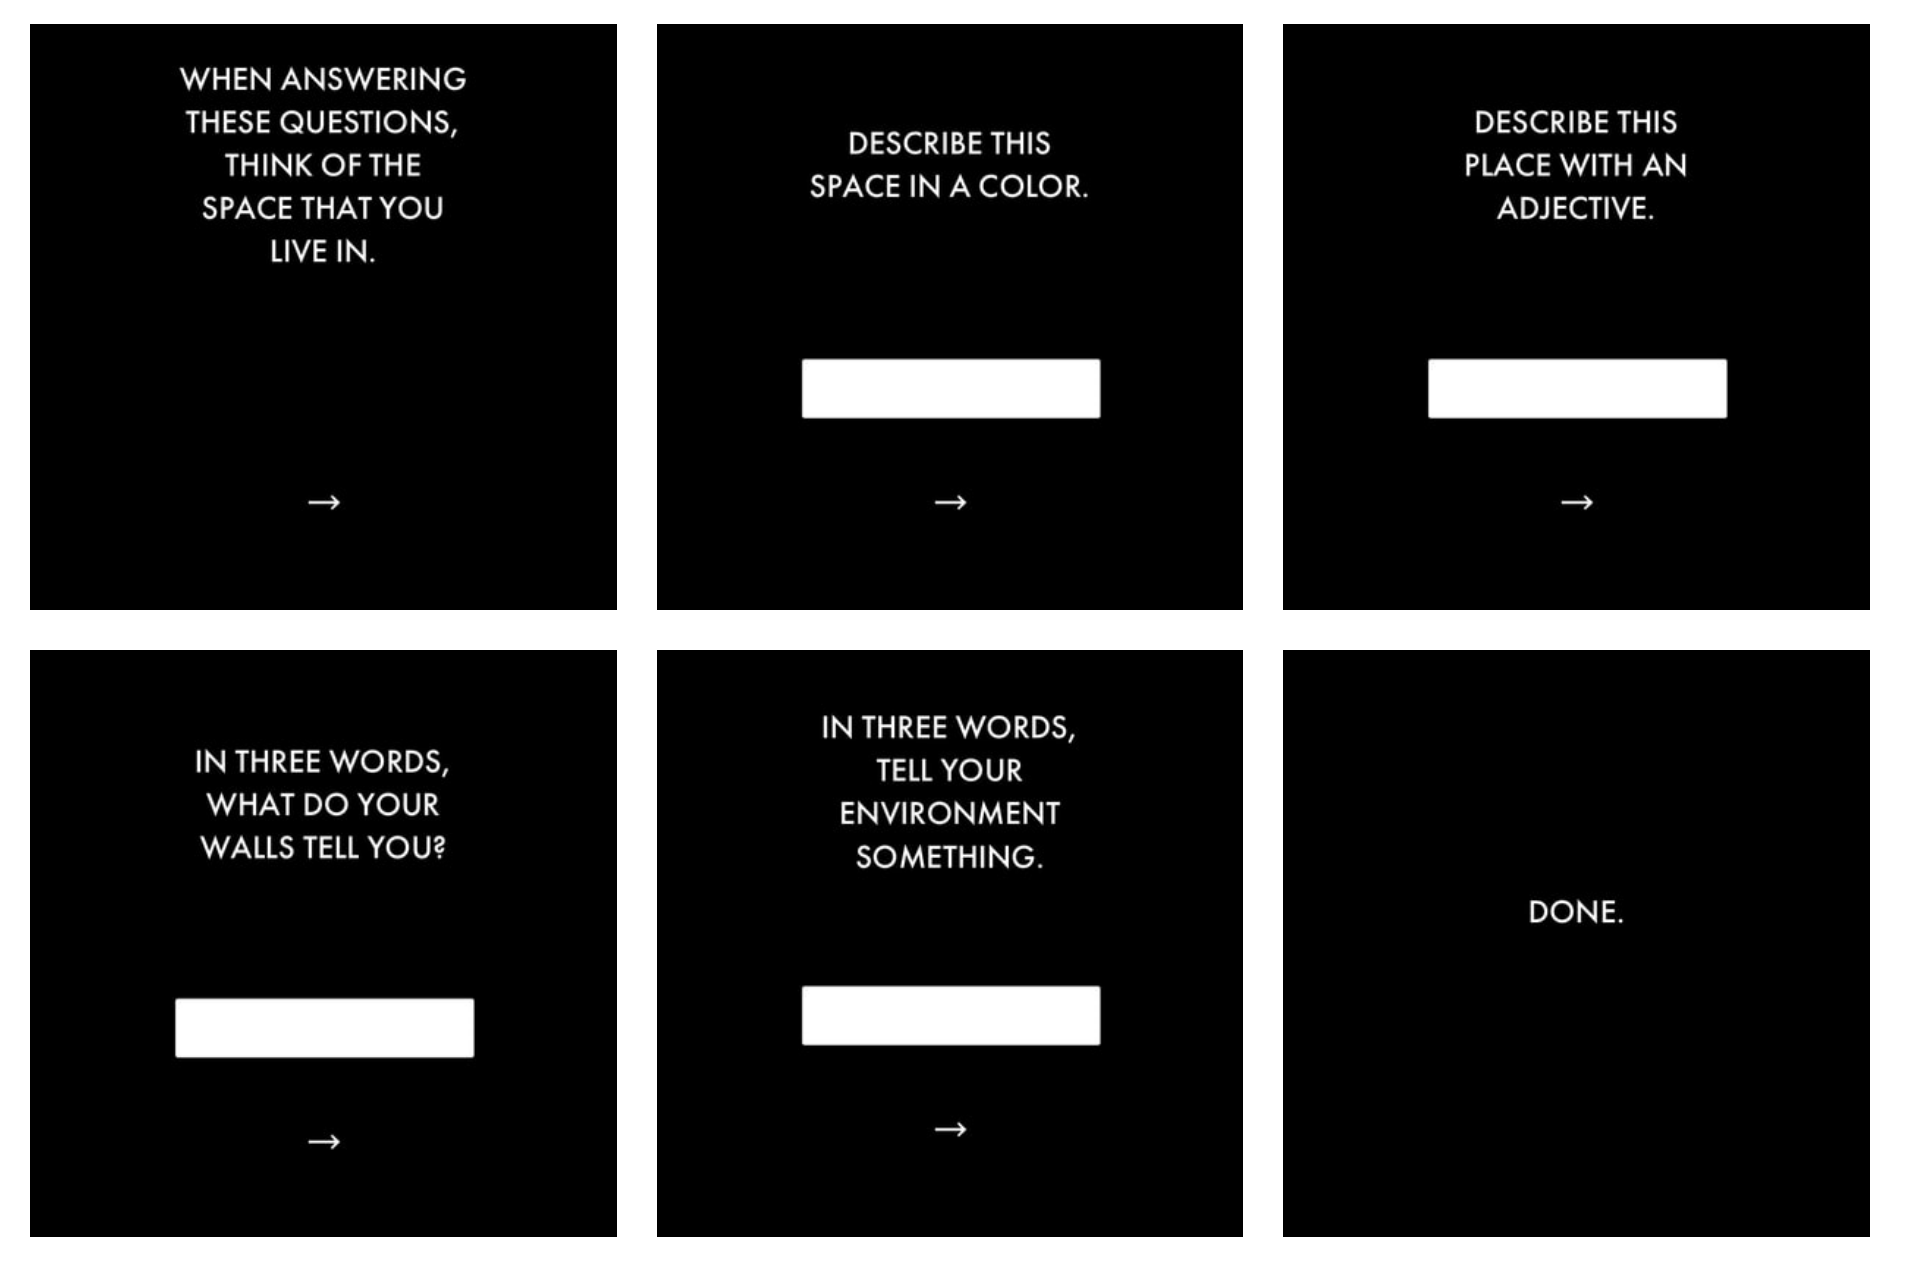 WHEN ANSWERING
THESE QUESTIONS,
THINK OF THE
SPACE THAT YOU
LIVE IN.
→
DESCRIBE THIS
SPACE IN A COLOR.
→
DESCRIBE THIS
PLACE WITH AN
ADJECTIVE.
→
IN THREE WORDS,
WHAT DO YOUR
WALLS TELL YOU?
→
IN THREE WORDS,
TELL YOUR
ENVIRONMENT
SOMETHING.
→
DONE.